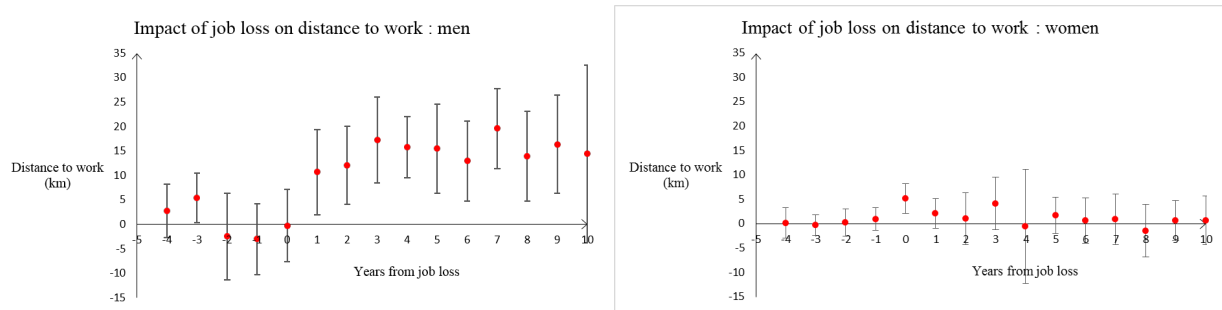 Impact of job loss on distance to work : men
35
30
25
20
15
10
5
0
-5
-10
-15
Distance to work
(km)
-5 -4 -3 -2 -1 0 1 2 3 4 5 6 7 8 9 10
Years from job loss
Impact of job loss on distance to work : women
35
30
25
20
15
10
5
0
-5
-10
-15
Distance to work
(km)
-5 -4 -3 -2 -1 0 1 2 3 4 5 6 7 8 9 10
Years from job loss